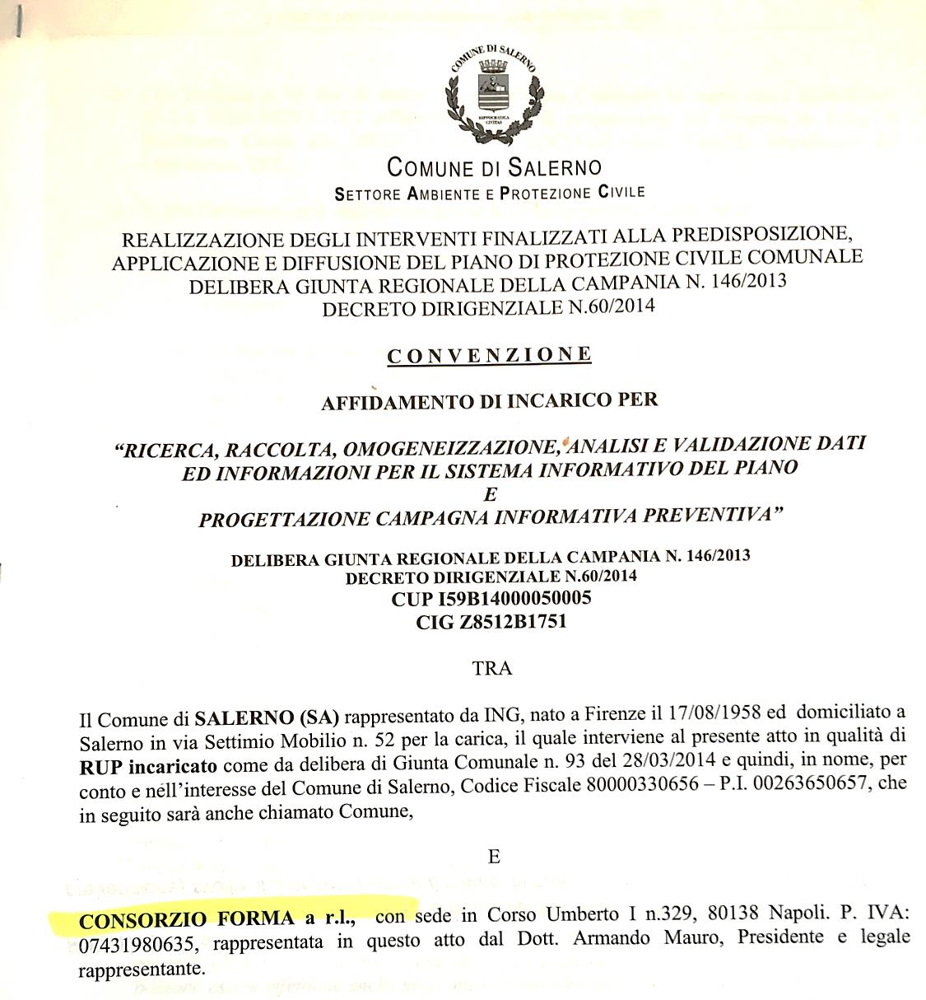 COMUNE DI SALERNO
HIPPOCRATICA
CIVITAS
COMUNE DI SALERNO
SETTORE AMBIENTE E PROTEZIONE CIVILE
REALIZZAZIONE DEGLI INTERVENTI FINALIZZATI ALLA PREDISPOSIZIONE,
APPLICAZIONE E DIFFUSIONE DEL PIANO DI PROTEZIONE CIVILE COMUNALE
DELIBERA GIUNTA REGIONALE DELLA CAMPANIA N. 146/2013
DECRETO DIRIGENZIALE N.60/2014
CONVENZIONE
AFFIDAMENTO DI INCARICO PER
“RICERCA, RACCOLTA, OMOGENEIZZAZIONE, ANALISI E VALIDAZIONE DATI
ED INFORMAZIONI PER IL SISTEMA INFORMATIVO DEL PIANO
E
PROGETTAZIONE CAMPAGNA INFORMATIVA PREVENTIVA”
DELIBERA GIUNTA REGIONALE DELLA CAMPANIA N. 146/2013
DECRETO DIRIGENZIALE N.60/2014
CUP I59B14000050005
CIG Z8512B1751
TRA
Il Comune di SALERNO (SA) rappresentato da ING, nato a Firenze il 17/08/1958 ed domiciliato a
Salerno in via Settimio Mobilio n. 52 per la carica, il quale interviene al presente atto in qualità di
RUP incaricato come da delibera di Giunta Comunale n. 93 del 28/03/2014 e quindi, in nome, per
conto e nell’interesse del Comune di Salerno, Codice Fiscale 80000330656 – P.I. 00263650657, che
in seguito sarà anche chiamato Comune,
E
CONSORZIO FORMA a r.l., con sede in Corso Umberto I n.329, 80138 Napoli. P. IVA:
07431980635, rappresentata in questo atto dal Dott. Armando Mauro, Presidente e legale
rappresentante.